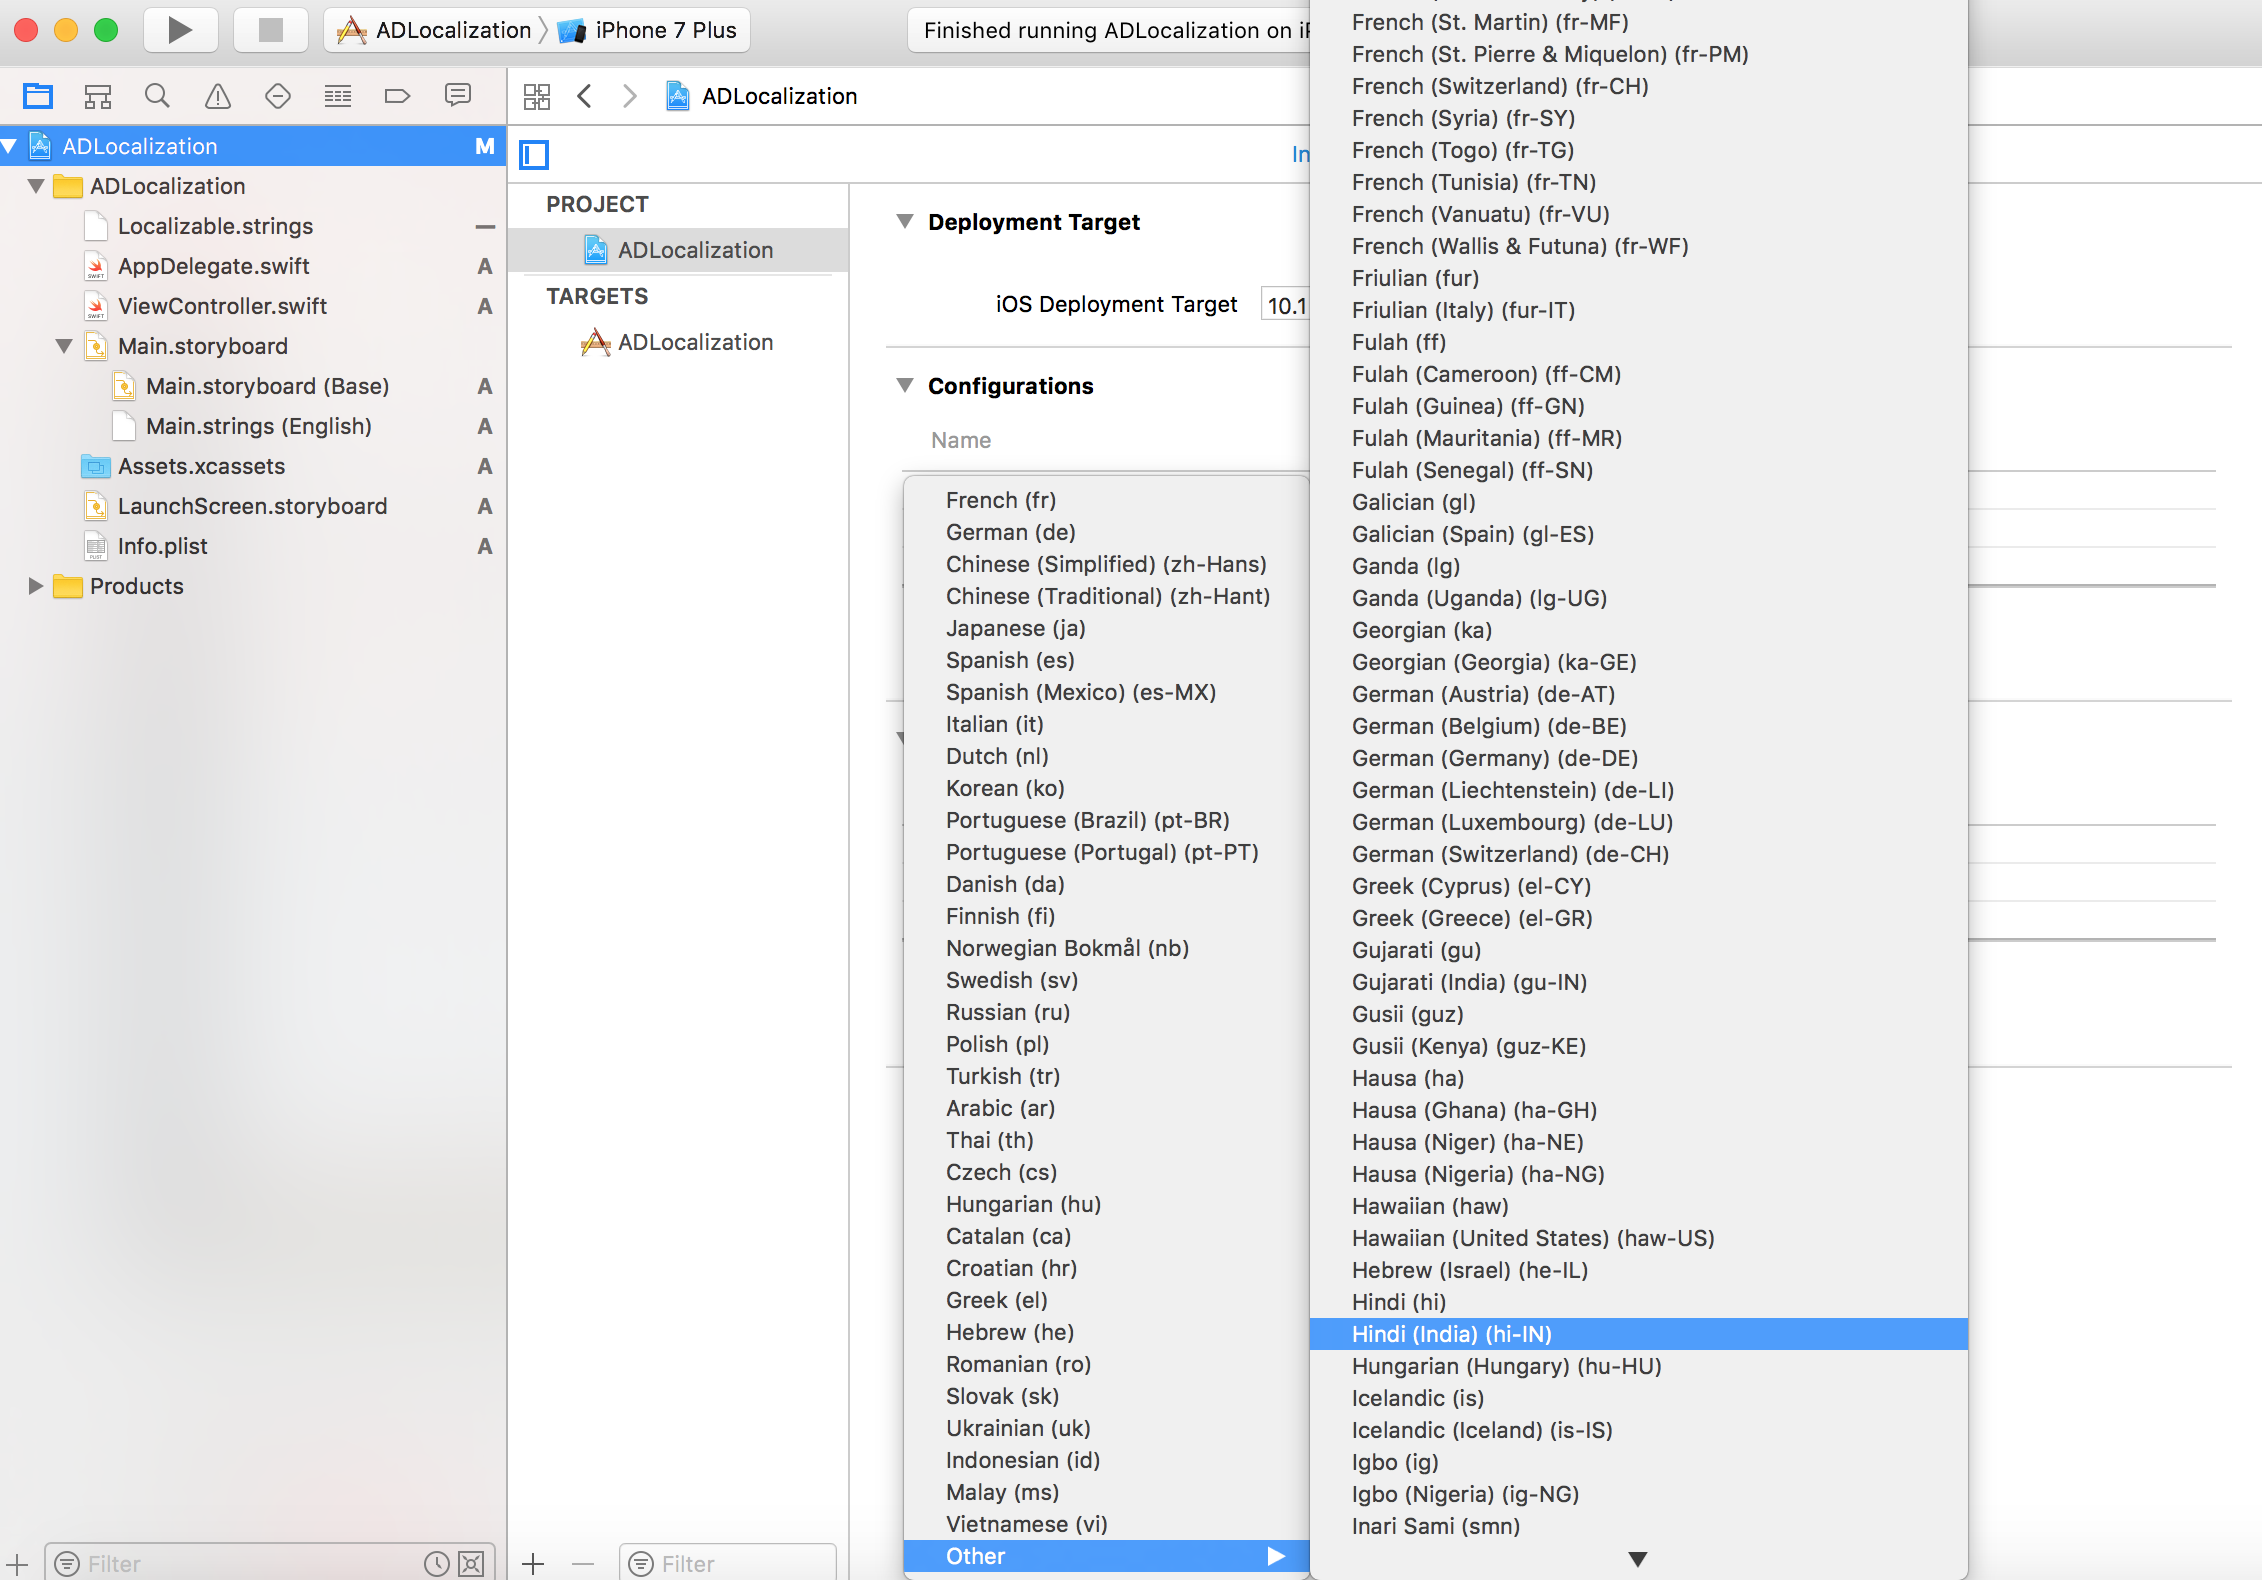 ADLocalization
iPhone 7 Plus
Finished running ADLocalization on iP
ADLocalization
ADLocalization M
ADLocalization
Localizable.strings
AppDelegate.swift A
ViewController.swift A
Main.storyboard
Main.storyboard (Base) A
Main.strings (English) A
Assets.xcassets A
LaunchScreen.storyboard A
Info.plist A
Products
Filter
In
PROJECT
ADLocalization
TARGETS
ADLocalization
Filter
Deployment Target
iOS Deployment Target 10.1
Configurations
Name
French (fr)
German (de)
Chinese (Simplified) (zh-Hans)
Chinese (Traditional) (zh-Hant)
Japanese (ja)
Spanish (es)
Spanish (Mexico) (es-MX)
Italian (it)
Dutch (nl)
Korean (ko)
Portuguese (Brazil) (pt-BR)
Portuguese (Portugal) (pt-PT)
Danish (da)
Finnish (fi)
Norwegian Bokmål (nb)
Swedish (sv)
Russian (ru)
Polish (pl)
Turkish (tr)
Arabic (ar)
Thai (th)
Czech (cs)
Hungarian (hu)
Catalan (ca)
Croatian (hr)
Greek (el)
Hebrew (he)
Romanian (ro)
Slovak (sk)
Ukrainian (uk)
Indonesian (id)
Malay (ms)
Vietnamese (vi)
Other
French (St. Martin) (fr-MF)
French (St. Pierre & Miquelon) (fr-PM)
French (Switzerland) (fr-CH)
French (Syria) (fr-SY)
French (Togo) (fr-TG)
French (Tunisia) (fr-TN)
French (Vanuatu) (fr-VU)
French (Wallis & Futuna) (fr-WF)
Friulian (fur)
Friulian (Italy) (fur-IT)
Fulah (ff)
Fulah (Cameroon) (ff-CM)
Fulah (Guinea) (ff-GN)
Fulah (Mauritania) (ff-MR)
Fulah (Senegal) (ff-SN)
Galician (gl)
Galician (Spain) (gl-ES)
Ganda (lg)
Ganda (Uganda) (lg-UG)
Georgian (ka)
Georgian (Georgia) (ka-GE)
German (Austria) (de-AT)
German (Belgium) (de-BE)
German (Germany) (de-DE)
German (Liechtenstein) (de-LI)
German (Luxembourg) (de-LU)
German (Switzerland) (de-CH)
Greek (Cyprus) (el-CY)
Greek (Greece) (el-GR)
Gujarati (gu)
Gujarati (India) (gu-IN)
Gusii (guz)
Gusii (Kenya) (guz-KE)
Hausa (ha)
Hausa (Ghana) (ha-GH)
Hausa (Niger) (ha-NE)
Hausa (Nigeria) (ha-NG)
Hawaiian (haw)
Hawaiian (United States) (haw-US)
Hebrew (Israel) (he-IL)
Hindi (hi)
Hindi (India) (hi-IN)
Hungarian (Hungary) (hu-HU)
Icelandic (is)
Icelandic (Iceland) (is-IS)
Igbo (ig)
Igbo (Nigeria) (ig-NG)
Inari Sami (smn)